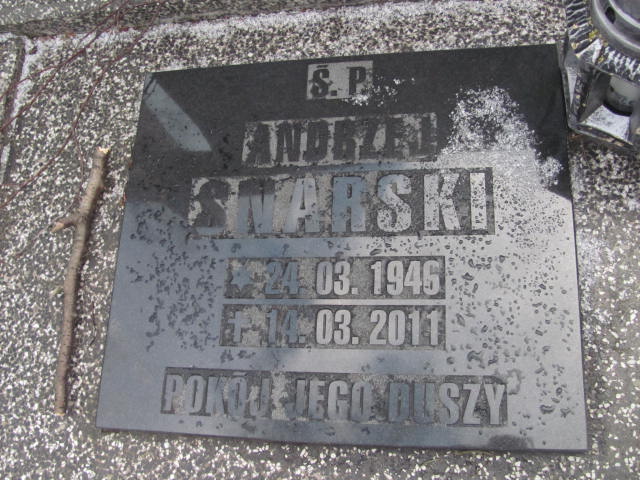 Ś. P.
ANDRZEJ
SNARSKI
* 24. 03. 1946
† 14. 03. 2011
POKÓJ JEGO DUSZY